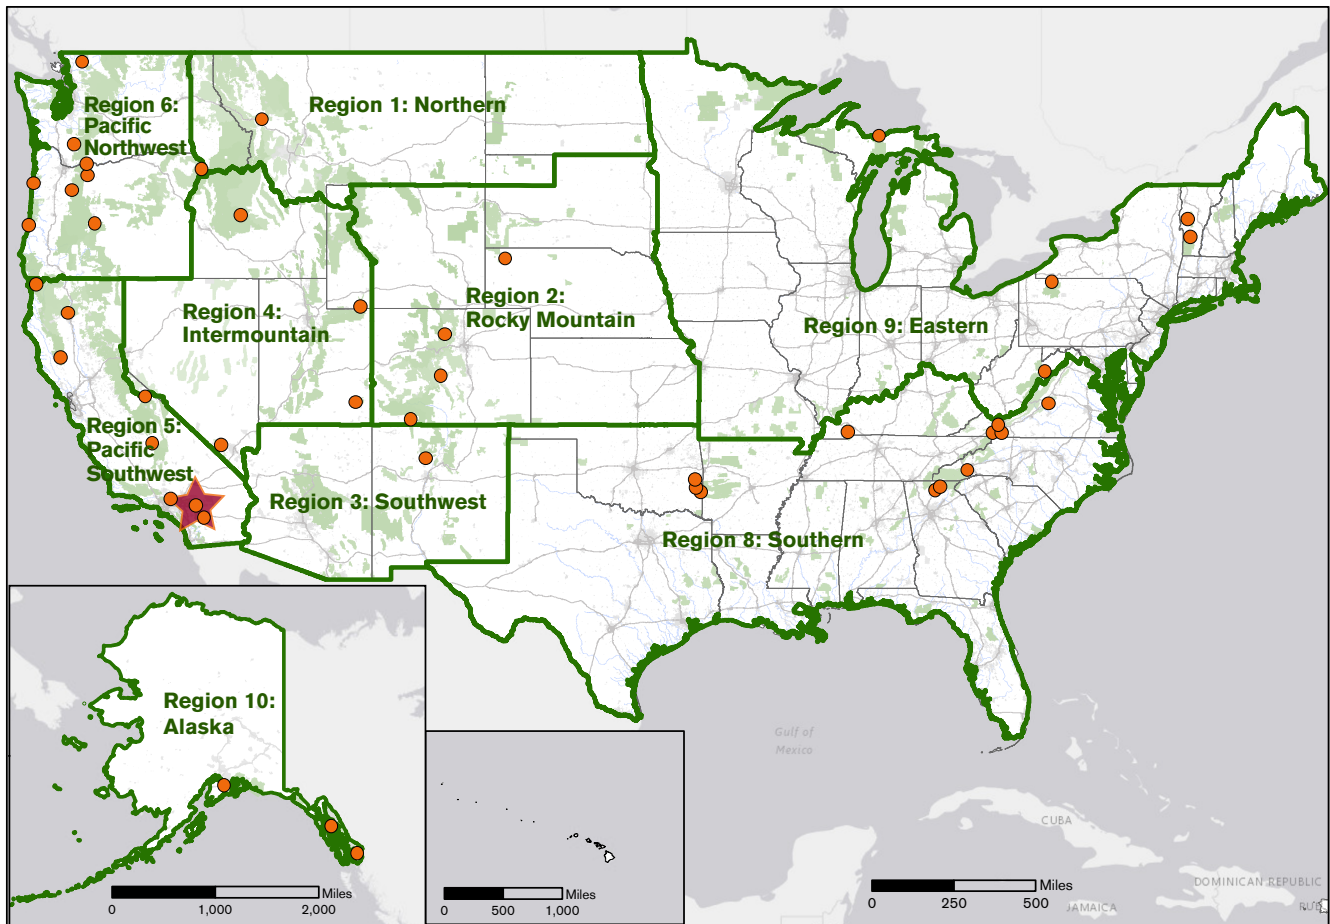 Region 6:
Pacific
Northwest
Region 1: Northern
Region 4:
Intermountain
Region 2:
Rocky Mountain
Region 9: Eastern
Region 5:
Pacific
Southwest
Region 3: Southwest
Region 8: Southern
Region 10:
Alaska
Gulf of
Mexico
CUBA
DOMINICAN REPUBLIC
JAMAICA
Miles
0 1,000 2,000
Miles
0 500 1,000
Miles
0 250 500